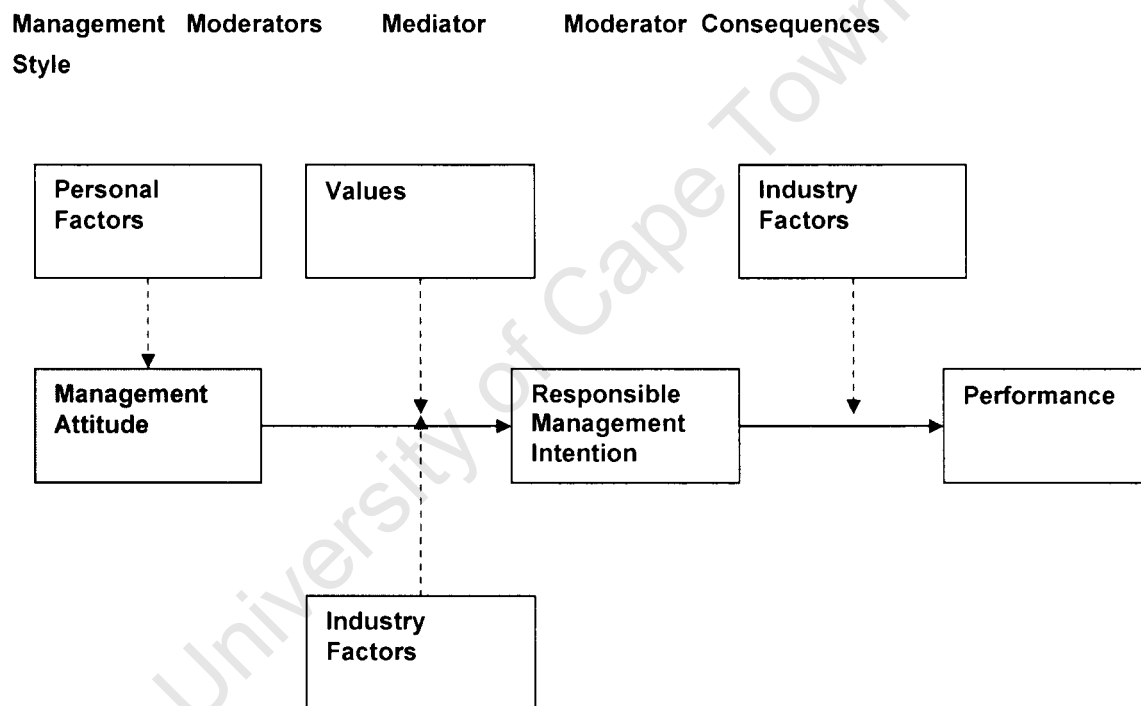 Management Moderators Mediator Moderator Consequences
Style
Personal
Factors
Values
Industry
Factors
Management
Attitude
Responsible
Management
Intention
Performance
Industry
Factors
University of Cape Town